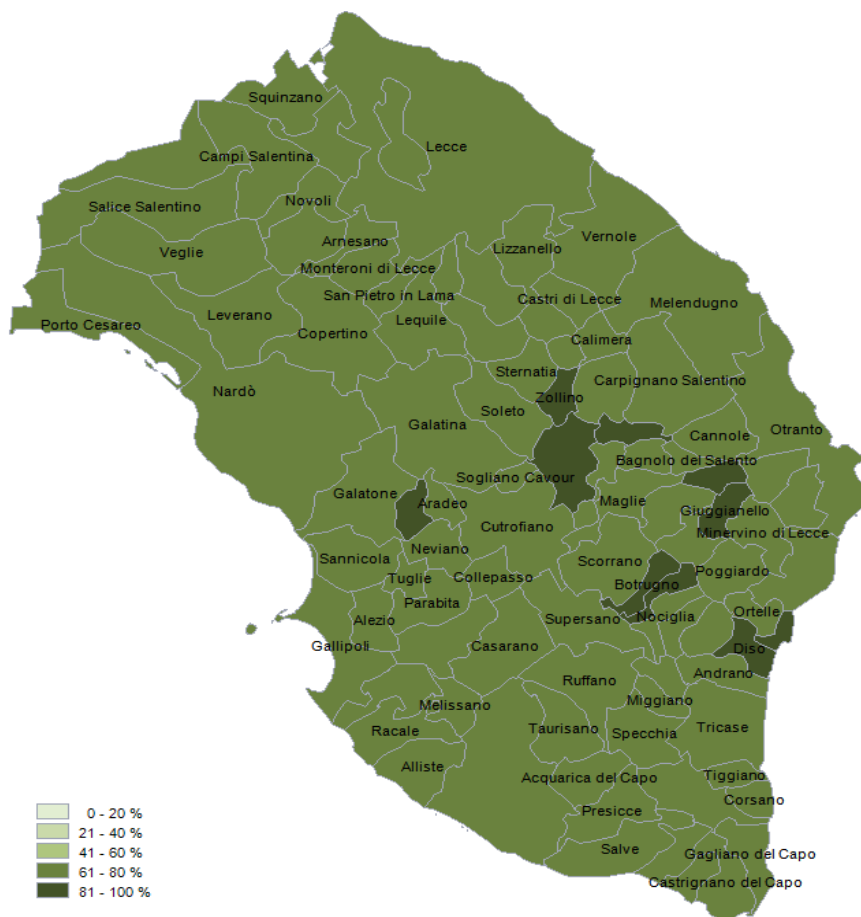 Squinzano
Lecce
Campi Salentina
Novoli
Salice Salentino
Arnesano
Vernole
Lizzanello
Veglie
Monteroni di Lecce
San Pietro in Lama
Castri di Lecce
Melendugno
Leverano
Lequile
Porto Cesareo
Copertino
Calimera
Sternatia
Carpignano Salentino
Nardò
Zollino
Soleto
Galatina
Cannole
Otranto
Bagnolo del Salento
Sogliano Cavour
Galatone
Aradeo
Maglie
Giuggianello
Cutrofiano
Minervino di Lecce
Neviano
Sannicola
Scorrano
Poggiardo
Tuglie
Collepasso
Botrugno
Parabita
Ortelle
Alezio
Supersano
Nociglia
Gallipoli
Casarano
Diso
Andrano
Ruffano
Miggiano
Melissano
Racale
Taurisano
Specchia
Tricase
Alliste
Acquarica del Capo
Tiggiano
Corsano
Presicce
Salve
Gagliano del Capo
Castrignano del Capo
0 - 20 %
21 - 40 %
41 - 60 %
61 - 80 %
81 - 100 %